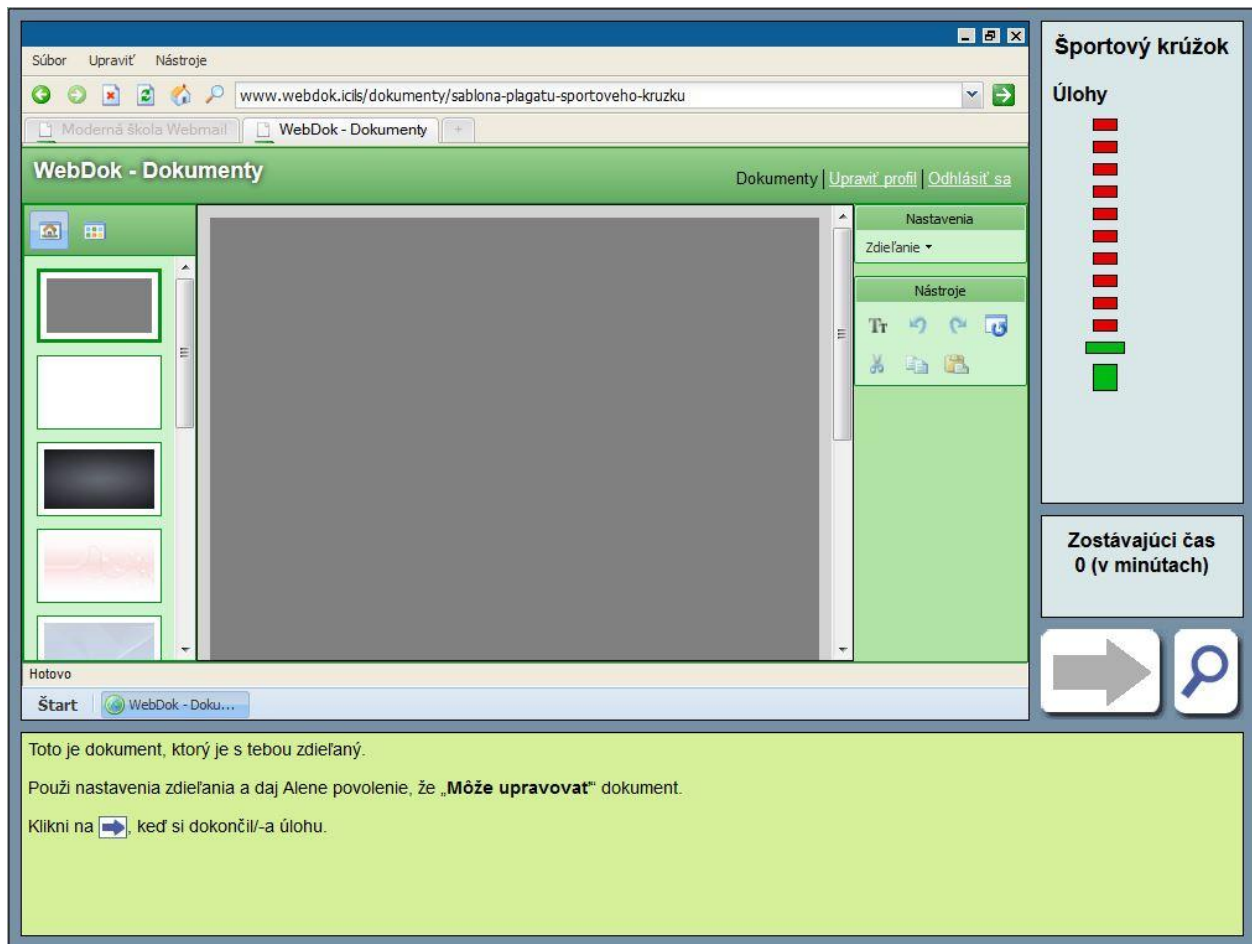 Súbor Upraviť Nástroje
www.webdok.icils/dokumenty/sablona-plagatu-sportoveho-kruzku
Moderná škola Webmail WebDok - Dokumenty +
WebDok - Dokumenty
Dokumenty | Upraviť profil | Odhlásiť sa
Nastavenia
Zdieľanie
Nástroje
Tт
Hotovo
Štart WebDok - Doku...
Športový krúžok
Úlohy
Zostávajúci čas
0 (v minútach)
Toto je dokument, ktorý je s tebou zdieľaný.
Použi nastavenia zdieľania a daj Alene povolenie, že „Môže upravovať“ dokument.
Klikni na , keď si dokončil/-a úlohu.